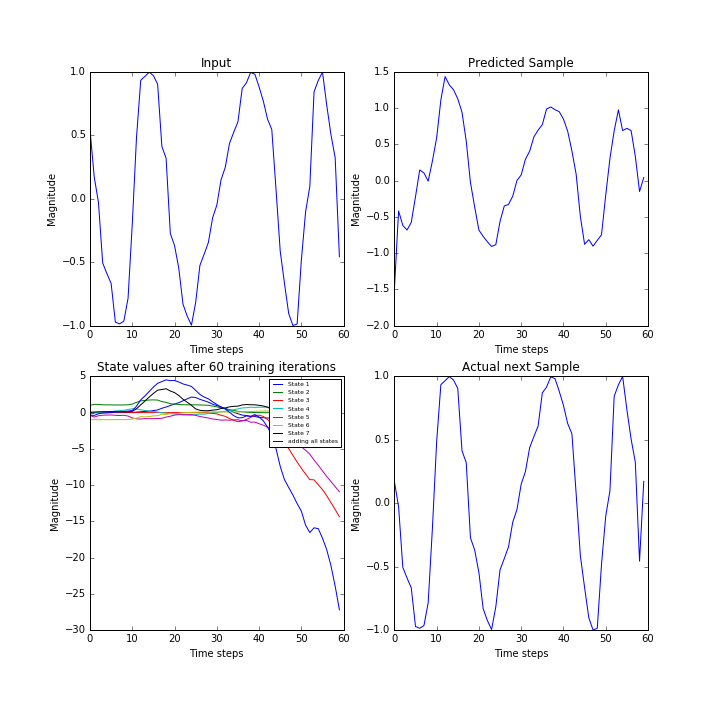 Input
Magnitude
1.0
0.5
0.0
−0.5
−1.0
0 10 20 30 40 50 60
Time steps
Predicted Sample
Magnitude
1.5
1.0
0.5
0.0
−0.5
−1.0
−1.5
−2.0
0 10 20 30 40 50 60
Time steps
State values after 60 training iterations
Magnitude
5
0
−5
−10
−15
−20
−25
−30
0 10 20 30 40 50 60
Time steps
State 1
State 2
State 3
State 4
State 5
State 6
State 7
adding all states
Actual next Sample
Magnitude
1.0
0.5
0.0
−0.5
−1.0
0 10 20 30 40 50 60
Time steps